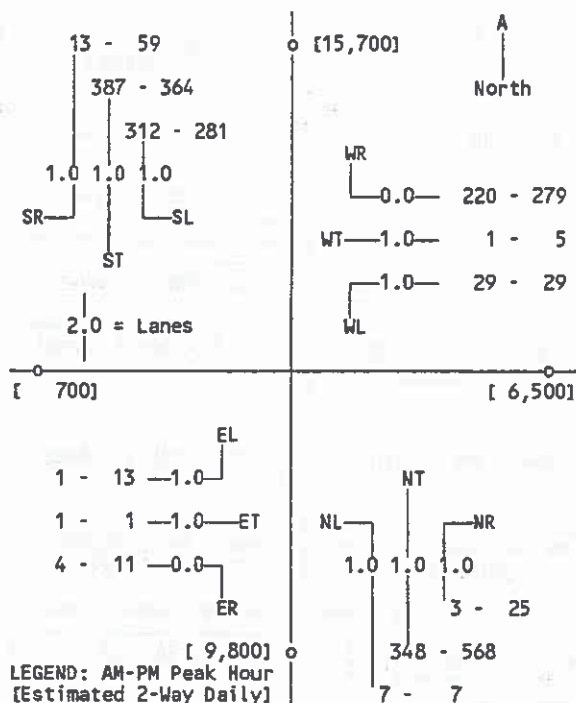 A
13 - 59
[15,700]
387 - 364
North
312 - 281
WR
1.0 1.0 1.0
0.0 220 - 279
SR SL
WT 1.0 1 - 5
ST
1.0 29 - 29
2.0 = Lanes
WL
[ 700]
[ 6,500]
EL
1 - 13 1.0
NT
1 - 1 1.0 ET
NL NR
4 - 11 0.0
1.0 1.0 1.0
ER
3 - 25
[ 9,800]
348 - 568
LEGEND: AM-PM Peak Hour
[Estimated 2-Way Daily]
7 - 7